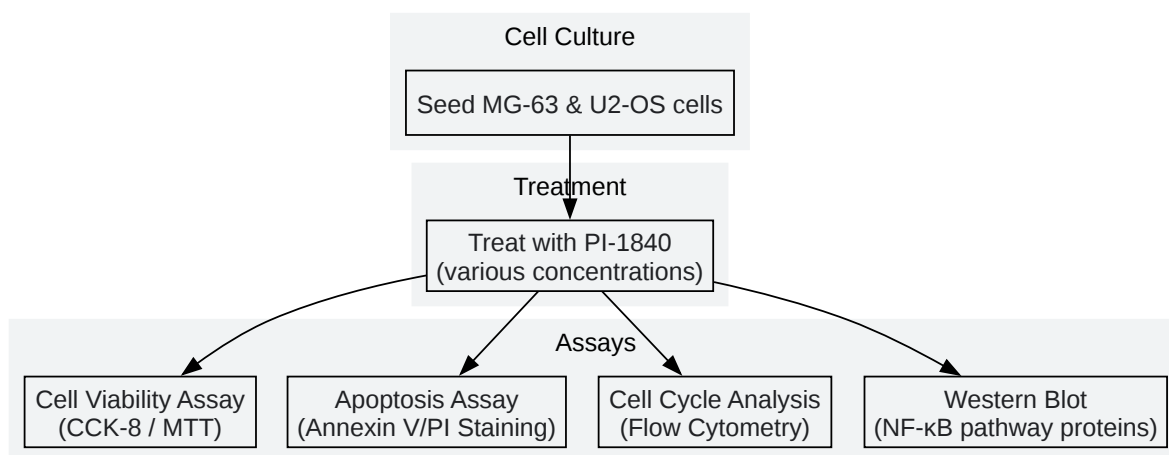 Cell Culture
Seed MG-63 & U2-OS cells
Treatment
Treat with PI-1840
(various concentrations)
Assays
Cell Viability Assay
(CCK-8 / MTT)
Apoptosis Assay
(Annexin V/PI Staining)
Cell Cycle Analysis
(Flow Cytometry)
Western Blot
(NF-κB pathway proteins)